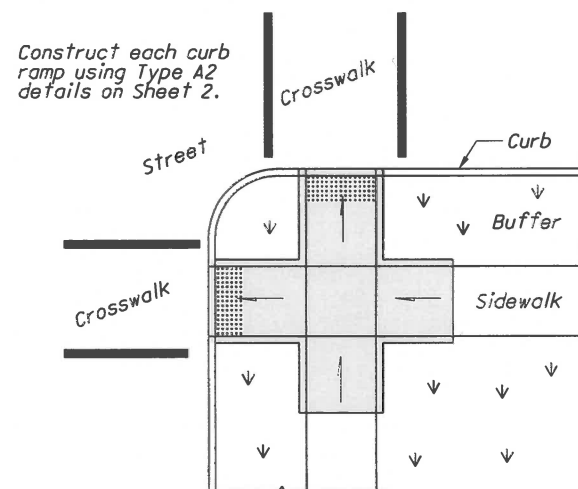 Construct each curb
ramp using Type A2
details on Sheet 2.
Crosswalk
Street
Curb
Buffer
Crosswalk
Sidewalk